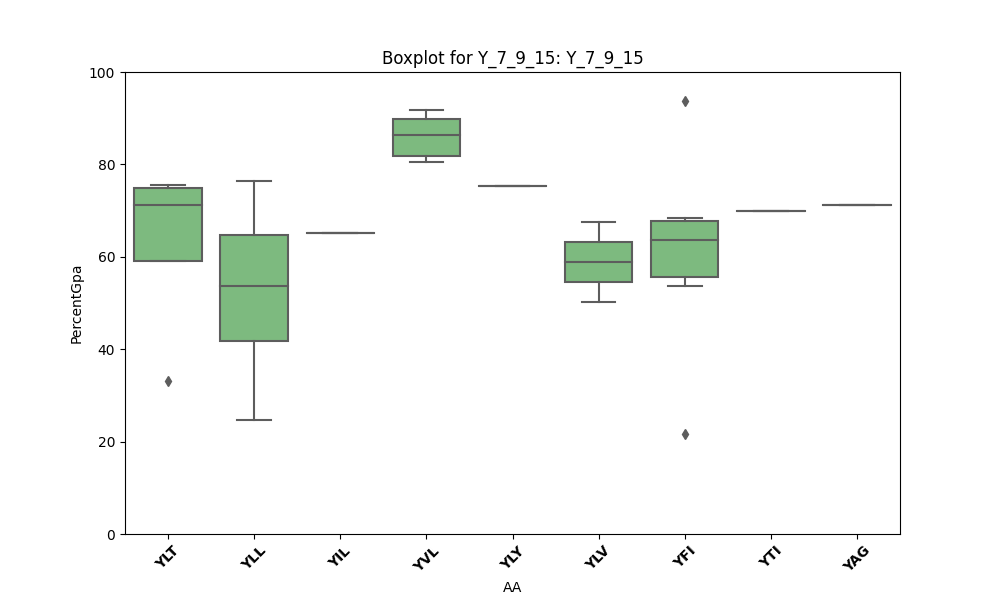 Boxplot for Y_7_9_15: Y_7_9_15
PercentGpa
100
80
60
40
20
0
YLT
YLL
YIL
YVL
YLY
YLV
YFI
YTI
YAG
AA